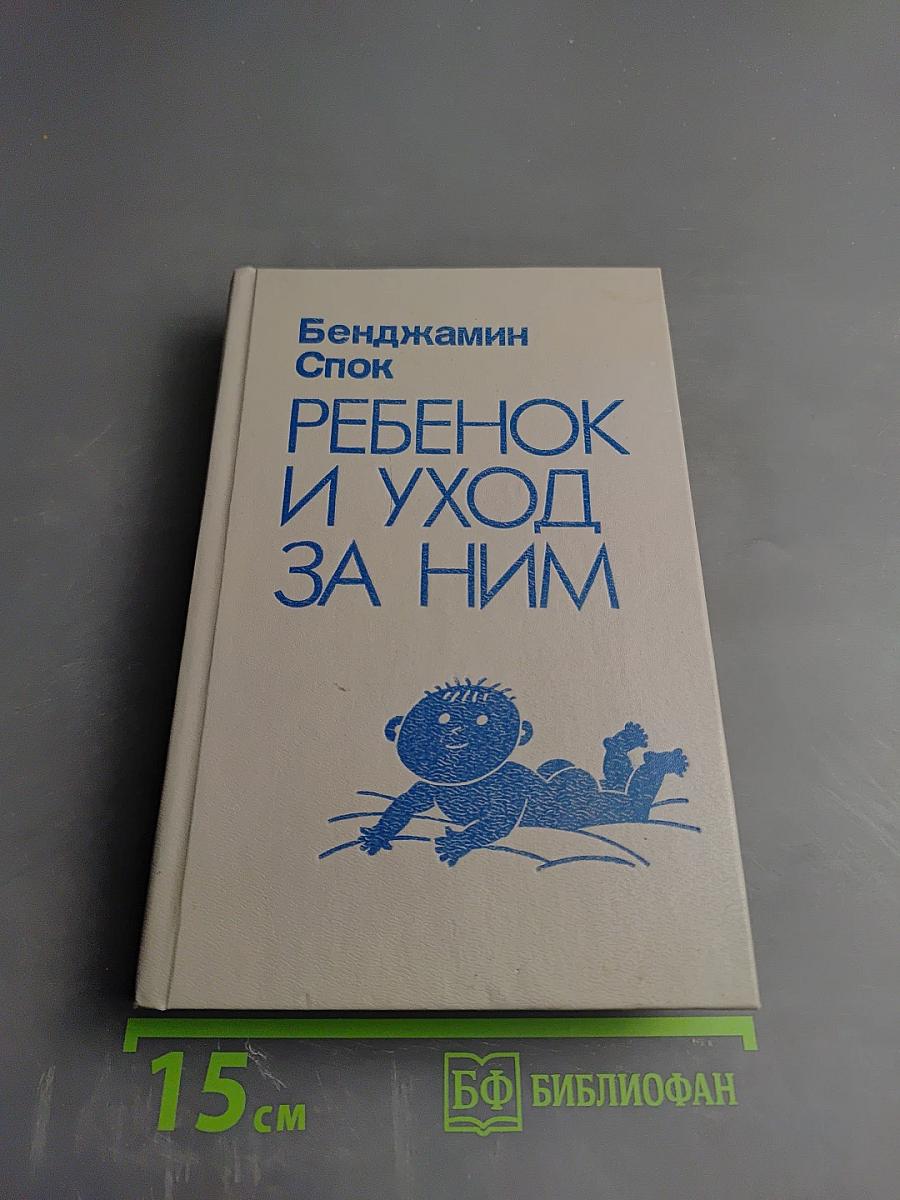 Бенджамин
Спок
РЕБЕНОК
И УХОД
ЗА НИМ
15 см
БФ БИБЛИОФАН